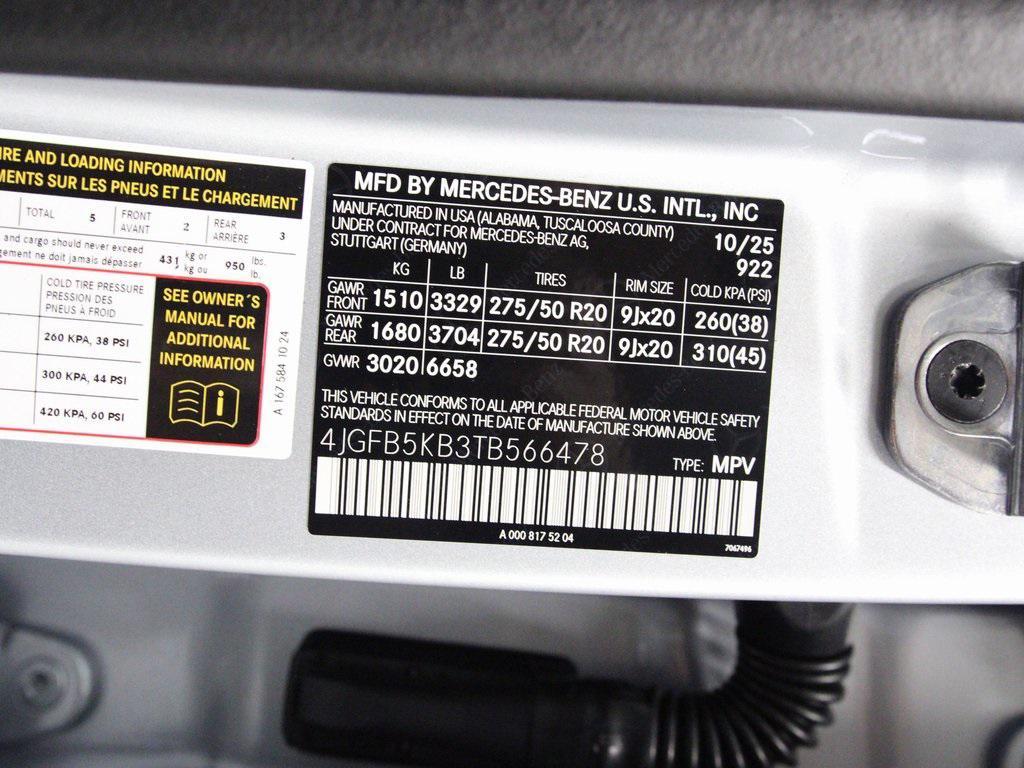 IRE AND LOADING INFORMATION
MENTS SUR LES PNEUS ET LE CHARGEMENT
TOTAL 5 FRONT AVANT 2 REAR ARRIÈRE 3
and cargo should never exceed
gement ne doit jamais dépasser
431 kg or kg ou 950 lbs. lb.
COLD TIRE PRESSURE
PRESSION DES
PNEUS À FROID
260 KPA, 38 PSI
300 KPA, 44 PSI
420 KPA, 60 PSI
SEE OWNER´S
MANUAL FOR
ADDITIONAL
INFORMATION
i
A 167 584 10 24
MFD BY MERCEDES-BENZ U.S. INTL., INC
MANUFACTURED IN USA (ALABAMA, TUSCALOOSA COUNTY)
UNDER CONTRACT FOR MERCEDES-BENZ AG,
STUTTGART (GERMANY)
10/25
922
KG LB TIRES RIM SIZE COLD KPA (PSI)
GAWR FRONT 1510 3329 275/50 R20 9Jx20 260(38)
GAWR REAR 1680 3704 275/50 R20 9Jx20 310(45)
GWR 3020 6658
THIS VEHICLE CONFORMS TO ALL APPLICABLE FEDERAL MOTOR VEHICLE SAFETY
STANDARDS IN EFFECT ON THE DATE OF MANUFACTURE SHOWN ABOVE.
4JGFB5KB3TB566478
TYPE: MPV
A 000 817 52 04
7067496